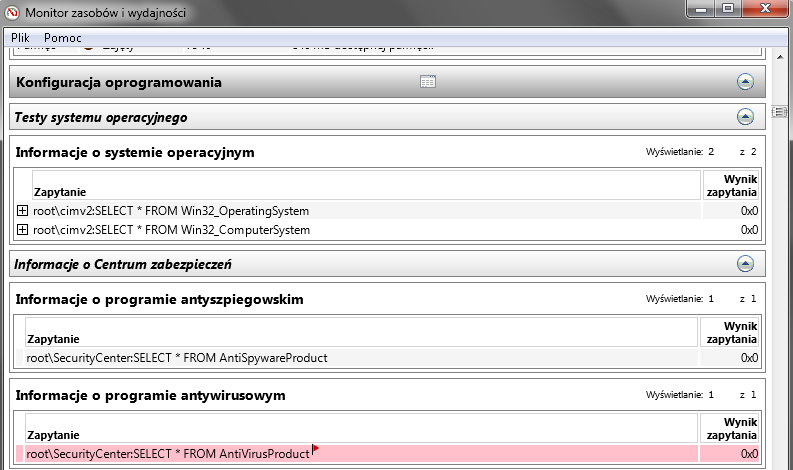 Monitor zasobów i wydajności
Plik Pomoc
Konfiguracja oprogramowania
Testy systemu operacyjnego
Informacje o systemie operacyjnym Wyświetlanie: 2 z 2
Zapytanie Wynik zapytania
root\cimv2:SELECT * FROM Win32_OperatingSystem 0x0
root\cimv2:SELECT * FROM Win32_ComputerSystem 0x0
Informacje o Centrum zabezpieczeń
Informacje o programie antyszpiegowskim Wyświetlanie: 1 z 1
Zapytanie Wynik zapytania
root\SecurityCenter:SELECT * FROM AntiSpywareProduct 0x0
Informacje o programie antywirusowym Wyświetlanie: 1 z 1
Zapytanie Wynik zapytania
root\SecurityCenter:SELECT * FROM AntiVirusProduct 0x0